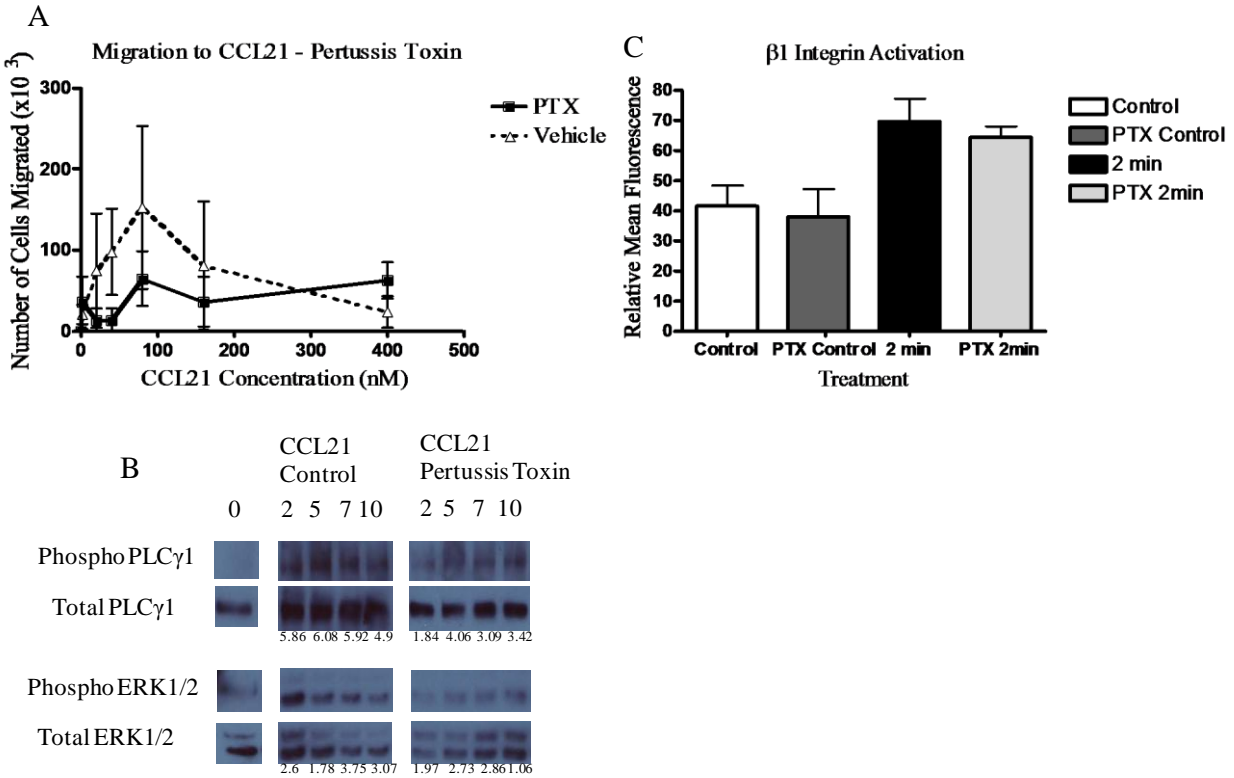 A
Migration to CCL21 - Pertussis Toxin
Number of Cells Migrated (x10 3)
300
200
100
0
0 100 200 300 400 500
CCL21 Concentration (nM)
PTX
Vehicle
C
β1 Integrin Activation
Relative Mean Fluorescence
80
70
60
50
40
30
20
10
0
Control PTX Control 2 min PTX 2min
Treatment
Control
PTX Control
2 min
PTX 2min
B
CCL21
Control
CCL21
Pertussis Toxin
0 2 5 7 10 2 5 7 10
Phospho PLCγ1
Total PLCγ1
5.86 6.08 5.92 4.9 1.84 4.06 3.09 3.42
Phospho ERK1/2
Total ERK1/2
2.6 1.78 3.75 3.07 1.97 2.73 2.86 1.06